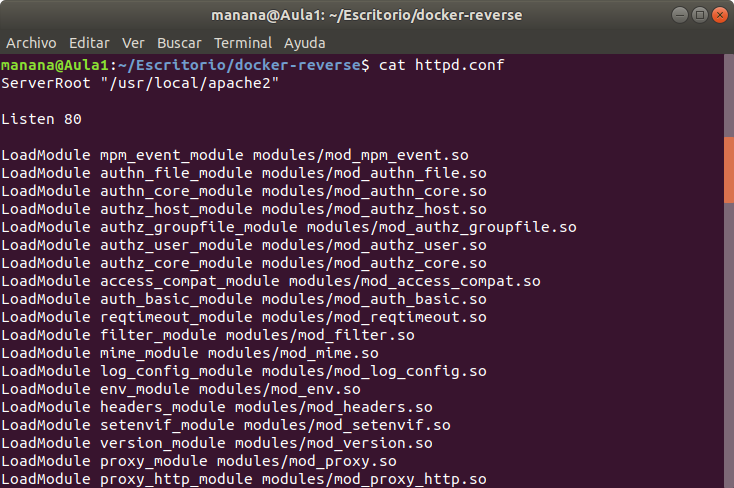 manana@Aula1: ~/Escritorio/docker-reverse
Archivo Editar Ver Buscar Terminal Ayuda
manana@Aula1:~/Escritorio/docker-reverse$ cat httpd.conf
ServerRoot "/usr/local/apache2"
Listen 80
LoadModule mpm_event_module modules/mod_mpm_event.so
LoadModule authn_file_module modules/mod_authn_file.so
LoadModule authn_core_module modules/mod_authn_core.so
LoadModule authz_host_module modules/mod_authz_host.so
LoadModule authz_groupfile_module modules/mod_authz_groupfile.so
LoadModule authz_user_module modules/mod_authz_user.so
LoadModule authz_core_module modules/mod_authz_core.so
LoadModule access_compat_module modules/mod_access_compat.so
LoadModule auth_basic_module modules/mod_auth_basic.so
LoadModule reqtimeout_module modules/mod_reqtimeout.so
LoadModule filter_module modules/mod_filter.so
LoadModule mime_module modules/mod_mime.so
LoadModule log_config_module modules/mod_log_config.so
LoadModule env_module modules/mod_env.so
LoadModule headers_module modules/mod_headers.so
LoadModule setenvif_module modules/mod_setenvif.so
LoadModule version_module modules/mod_version.so
LoadModule proxy_module modules/mod_proxy.so
LoadModule proxy_http_module modules/mod_proxy_http.so